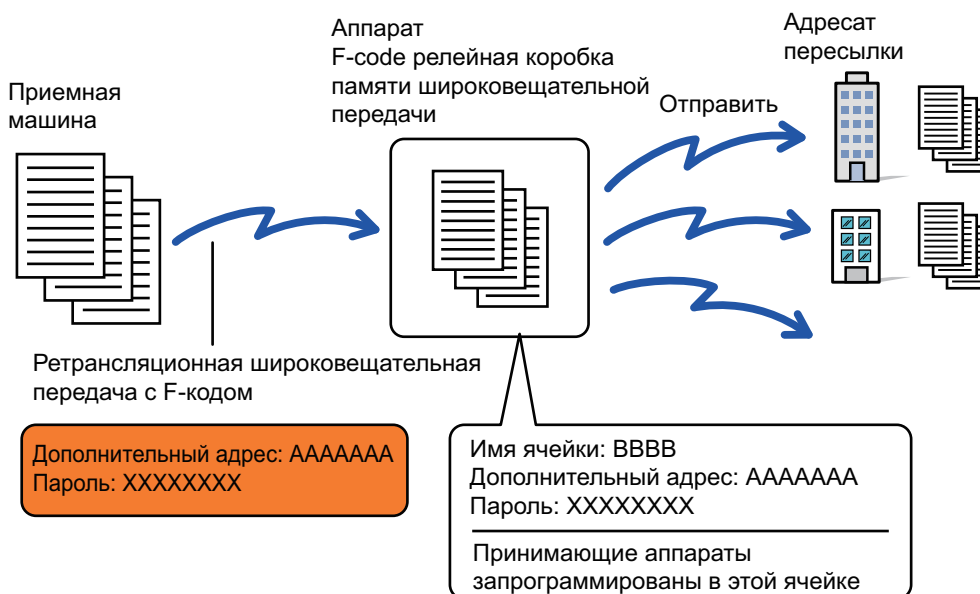 Приемная
машина
Аппарат
F-code релейная коробка
памяти широковещательной
передачи
Отправить
Адресат
пересылки
Ретрансляционная широковещательная
передача с F-кодом
Дополнительный адрес: AAAAAAA
Пароль: XXXXXXXX
Имя ячейки: BBBB
Дополнительный адрес: AAAAAAA
Пароль: XXXXXXXX
Принимающие аппараты
запрограммированы в этой ячейке